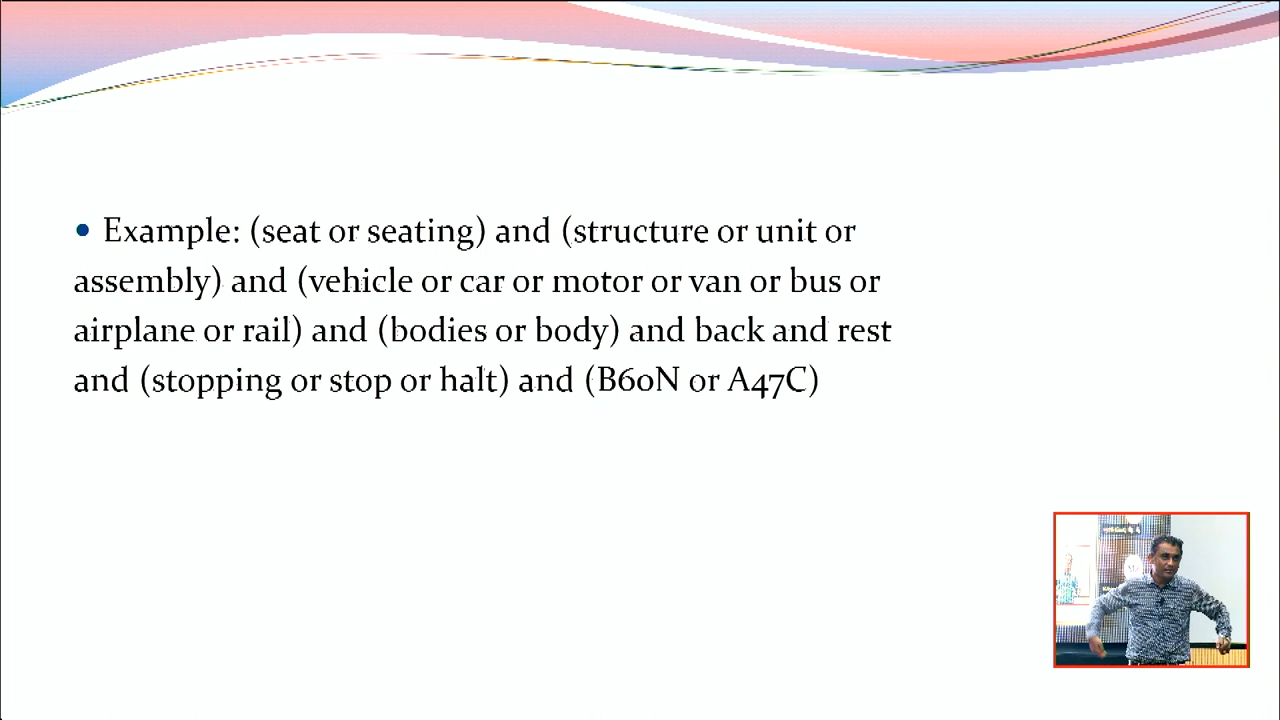 • Example: (seat or seating) and (structure or unit or
assembly) and (vehicle or car or motor or van or bus or
airplane or rail) and (bodies or body) and back and rest
and (stopping or stop or halt) and (B60N or A47C)